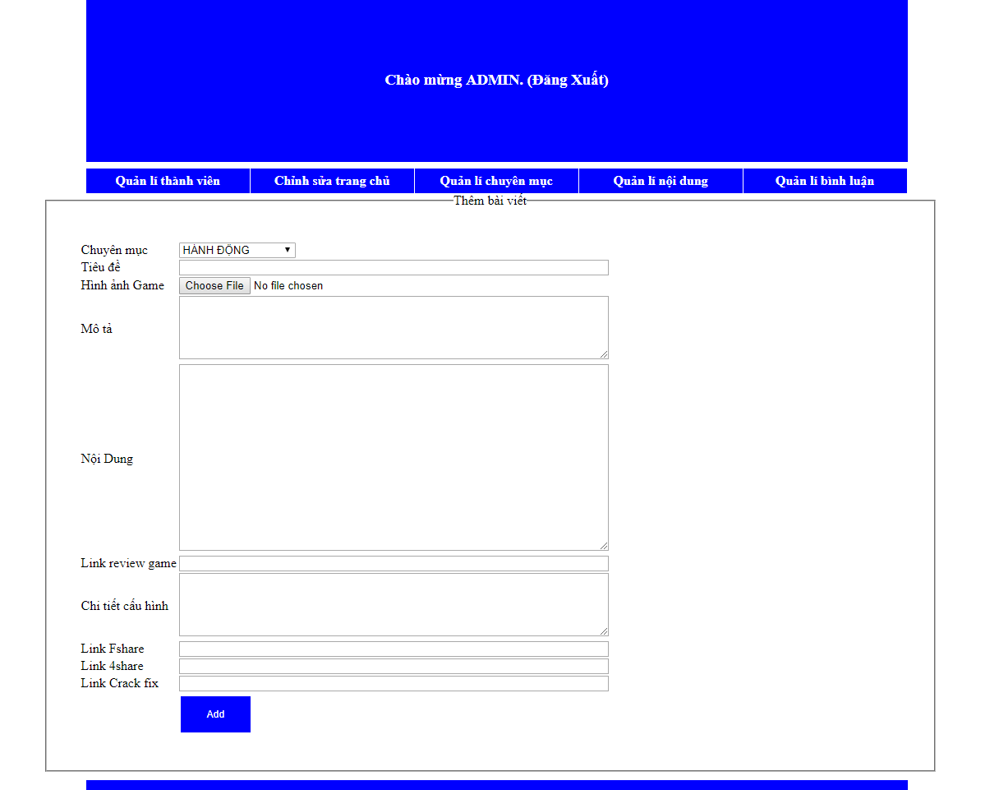 Chào mừng ADMIN. (Đăng Xuất)
Quản lí thành viên Chỉnh sửa trang chủ Quản lí chuyên mục Quản lí nội dung Quản lí bình luận
Thêm bài viết
Chuyên mục HÀNH ĐỘNG
Tiêu đề
Hình ảnh Game Choose File No file chosen
Mô tả
Nội Dung
Link review game
Chi tiết cấu hình
Link Fshare
Link 4share
Link Crack fix
Add